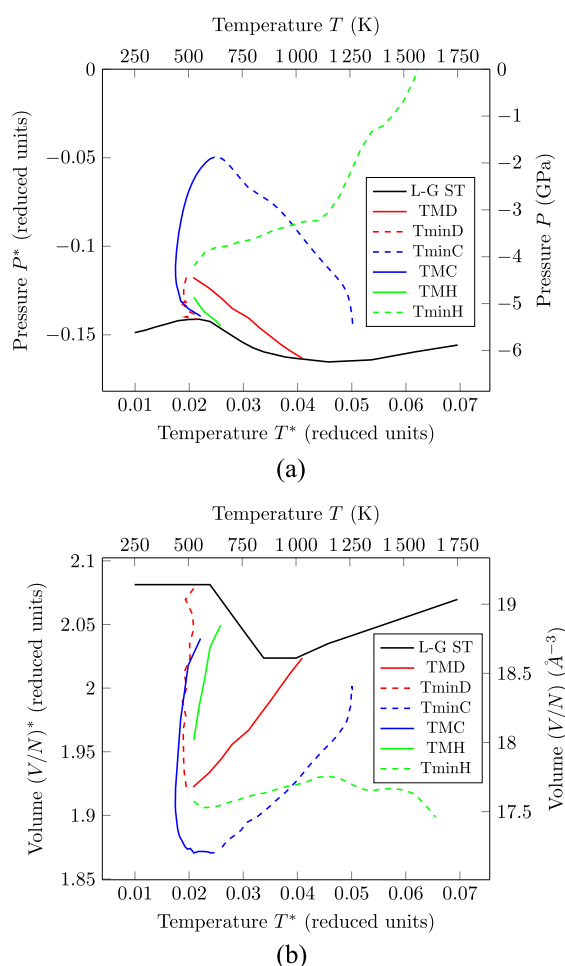 Temperature T (K)
250 500 750 1 000 1 250 1 500 1 750
0
−0.05
−0.1
−0.15
Pressure P* (reduced units)
0
−1
−2
−3
−4
−5
−6
Pressure P (GPa)
L-G ST
TMD
TminD
TminC
TMC
TMH
TminH
0.01 0.02 0.03 0.04 0.05 0.06 0.07
Temperature T* (reduced units)
(a)
Temperature T (K)
250 500 750 1 000 1 250 1 500 1 750
2.1
2.05
2
1.95
1.9
1.85
Volume (V/N)* (reduced units)
19
18.5
18
17.5
Volume (V/N) (Å⁻³)
L-G ST
TMD
TminD
TminC
TMC
TMH
TminH
0.01 0.02 0.03 0.04 0.05 0.06 0.07
Temperature T* (reduced units)
(b)